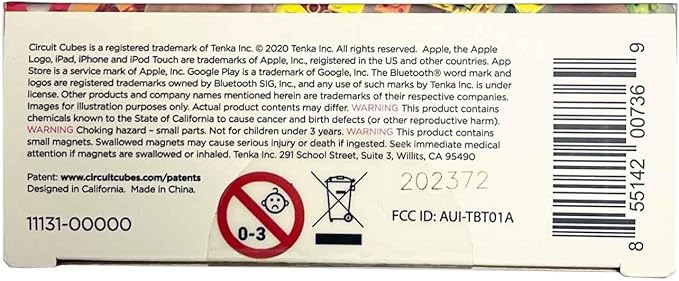 Circuit Cubes is a registered trademark of Tenka Inc. © 2020 Tenka Inc. All rights reserved. Apple, the Apple
Logo, iPad, iPhone and iPod Touch are trademarks of Apple, Inc., registered in the US and other countries. App
Store is a service mark of Apple, Inc. Google Play is a trademark of Google, Inc. The Bluetooth® word mark and
logos are registered trademarks owned by Bluetooth SIG, Inc., and any use of such marks by Tenka Inc. is under
license. Other products and company names mentioned herein are trademarks of their respective companies.
Images for Illustration purposes only. Actual product contents may differ. WARNING This product contains
chemicals known to the State of California to cause cancer and birth defects (or other reproductive harm).
WARNING Choking hazard – small parts. Not for children under 3 years. WARNING This product contains
small magnets. Swallowed magnets may cause serious injury or death if ingested. Seek immediate medical
attention if magnets are swallowed or inhaled. Tenka Inc. 291 School Street, Suite 3, Willits, CA 95490
Patent: www.circuitcubes.com/patents
Designed in California. Made in China.
11131-00000
0-3
202372
FCC ID: AUI-TBT01A
8 55142 00736 9